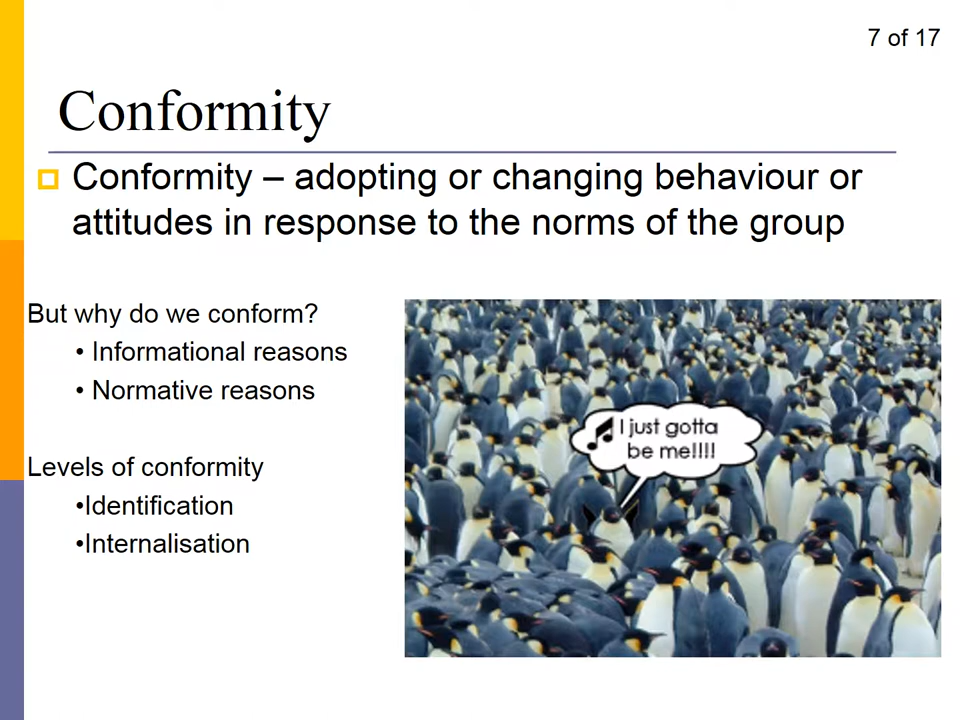 7 of 17
Conformity
Conformity – adopting or changing behaviour or
attitudes in response to the norms of the group
But why do we conform?
• Informational reasons
• Normative reasons
I just gotta
be me!!!!
Levels of conformity
•Identification
•Internalisation